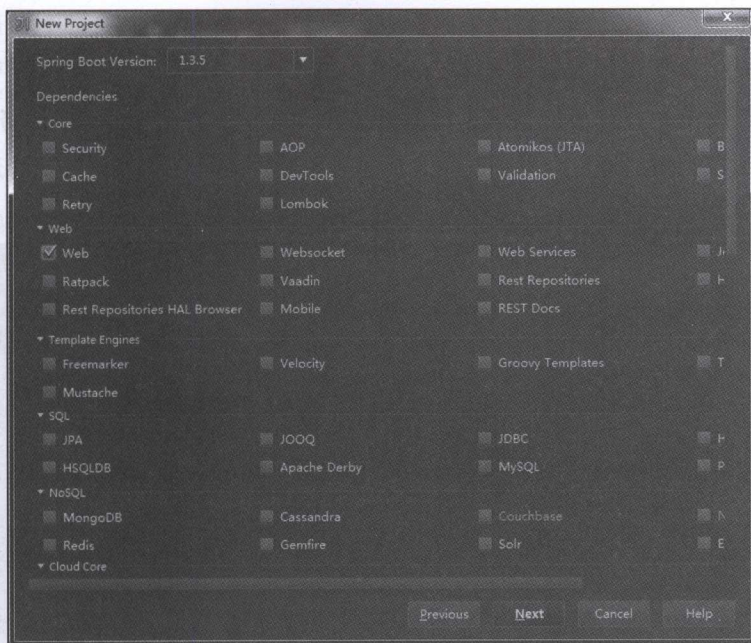 New Project
Spring Boot Version: 1.3.5
Dependencies
Core
Security AOP Atomikos (JTA) B
Cache DevTools Validation S
Retry Lombok
Web
Web Websocket Web Services J
Ratpack Vaadin Rest Repositories H
Rest Repositories HAL Browser Mobile REST Docs
Template Engines
Freemarker Velocity Groovy Templates T
Mustache
SQL
JPA JOOQ JDBC H
HSQLDB Apache Derby MySQL P
NoSQL
MongoDB Cassandra Couchbase N
Redis Gemfire Solr E
Cloud Core
Previous Next Cancel Help